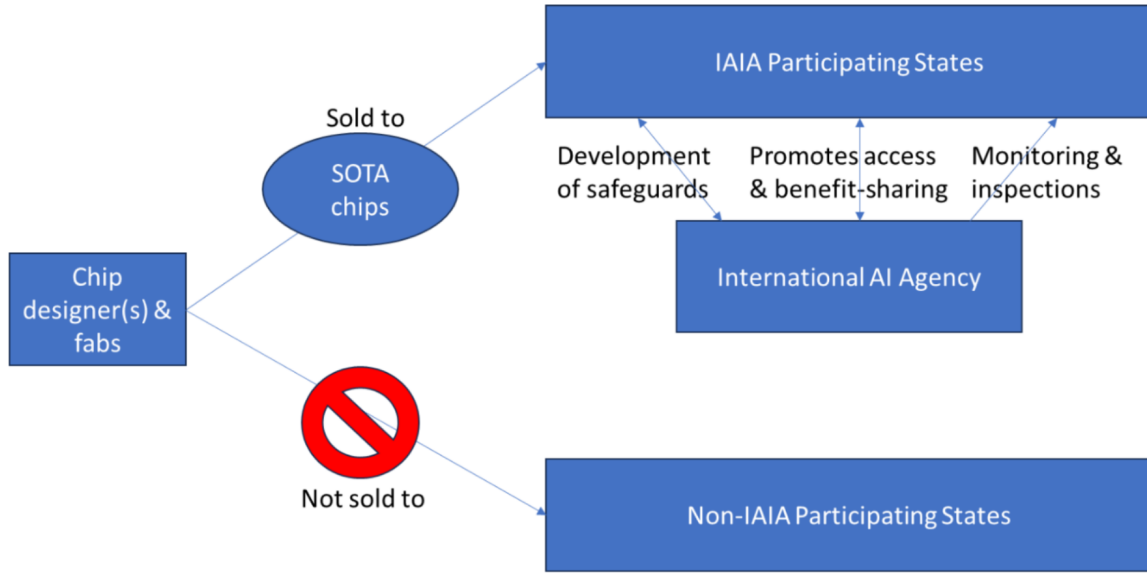 IAIA Participating States
Sold to
SOTA
chips
Development
of safeguards
Promotes access
& benefit-sharing
Monitoring &
inspections
International AI Agency
Chip
designer(s) &
fabs
Not sold to
Non-IAIA Participating States